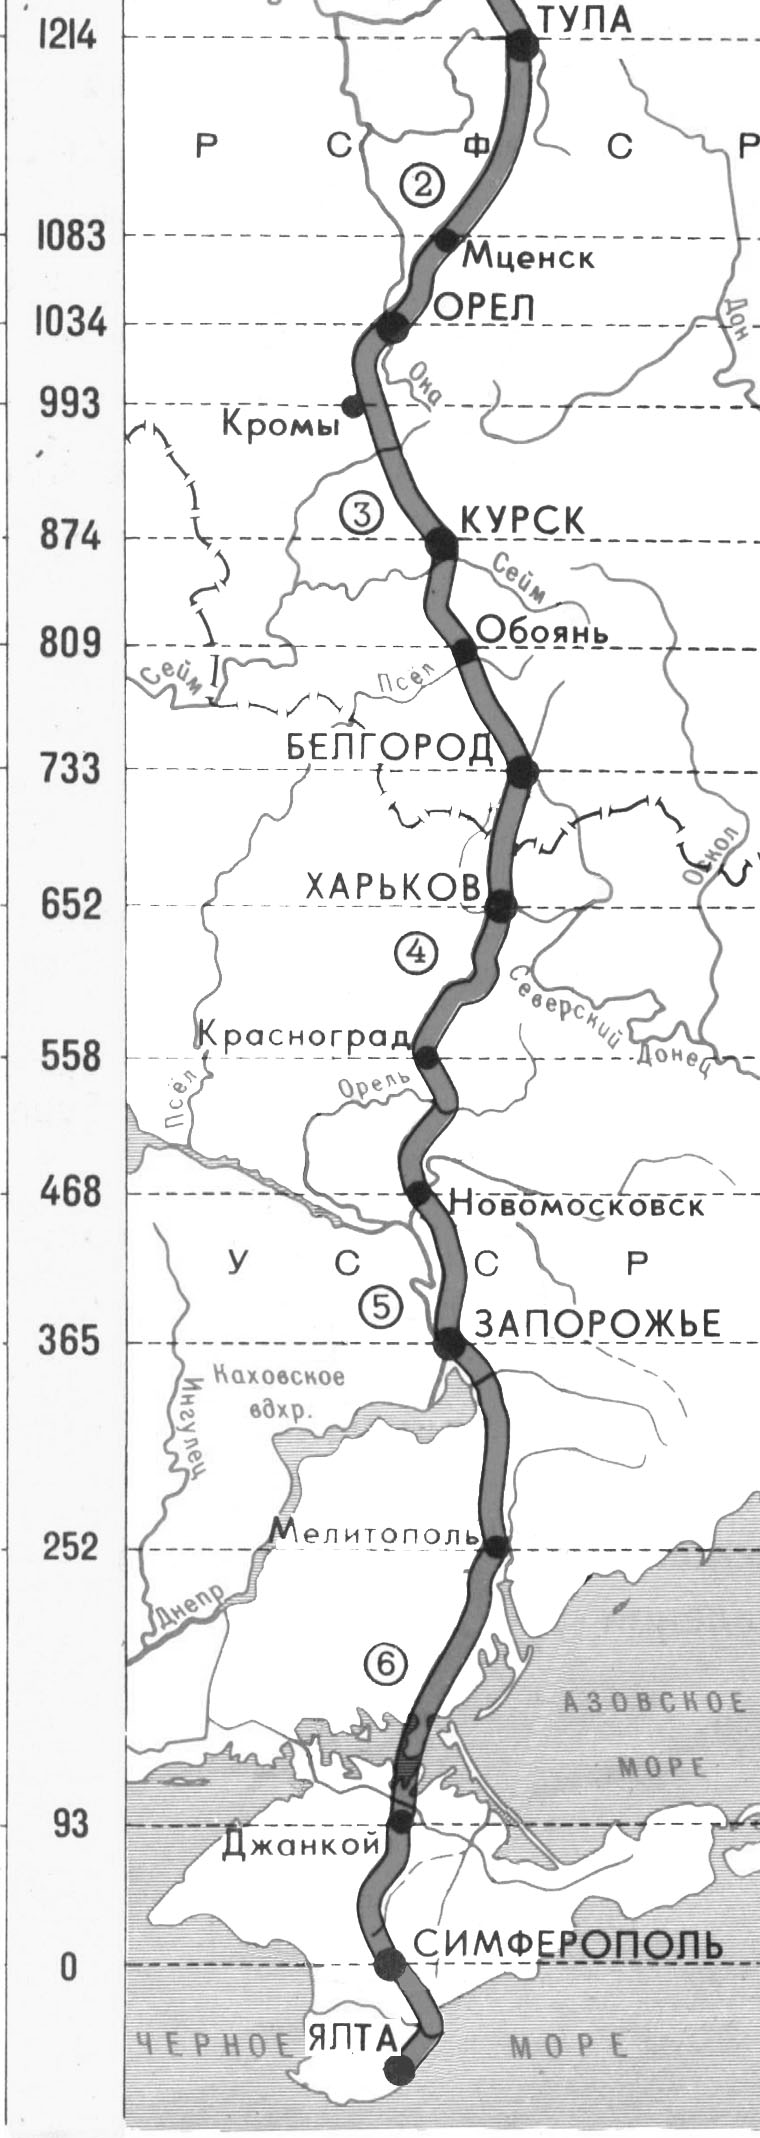 1214 ТУЛА
Р С Ф С Р
2
1083 Мценск
1034 ОРЕЛ
Дон
Ока
993 Кромы
3
874 КУРСК
Сейм
809 Обоянь
Сейм
Псёл
БЕЛГОРОД
733
Оскол
ХАРЬКОВ
652
4
Северский Донец
Красноград
558
Орель
Псёл
468 Новомосковск
У С С Р
5
365 ЗАПОРОЖЬЕ
Каховское
вдхр.
Ингулец
252 Мелитополь
Днепр
6
АЗОВСКОЕ
МОРЕ
93 Джанкой
СИМФЕРОПОЛЬ
0
ЧЕРНОЕ МОРЕ
ЯЛТА